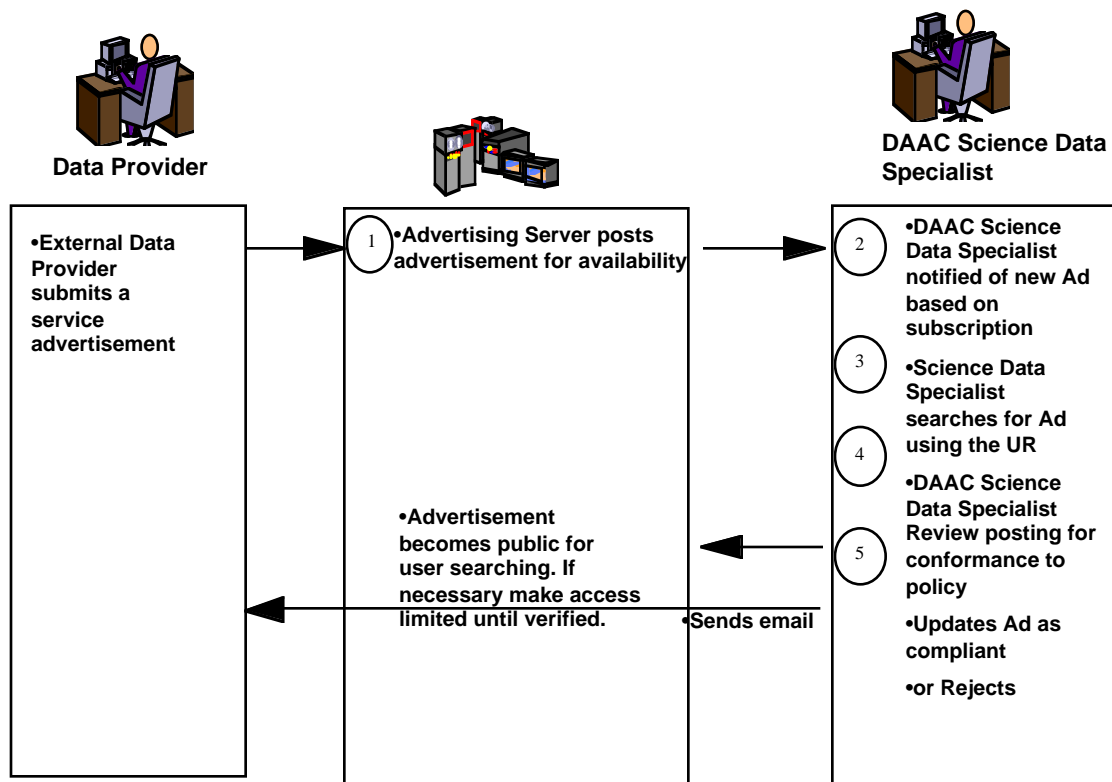 Data Provider
DAAC Science Data
Specialist
•External Data
Provider
submits a
service
advertisement
1
•Advertising Server posts
advertisement for availability
•Advertisement
becomes public for
user searching. If
necessary make access
limited until verified.
•Sends email
2
•DAAC Science
Data Specialist
notified of new Ad
based on
subscription
3
•Science Data
Specialist
searches for Ad
using the UR
4
•DAAC Science
Data Specialist
Review posting for
conformance to
policy
5
•Updates Ad as
compliant
•or Rejects